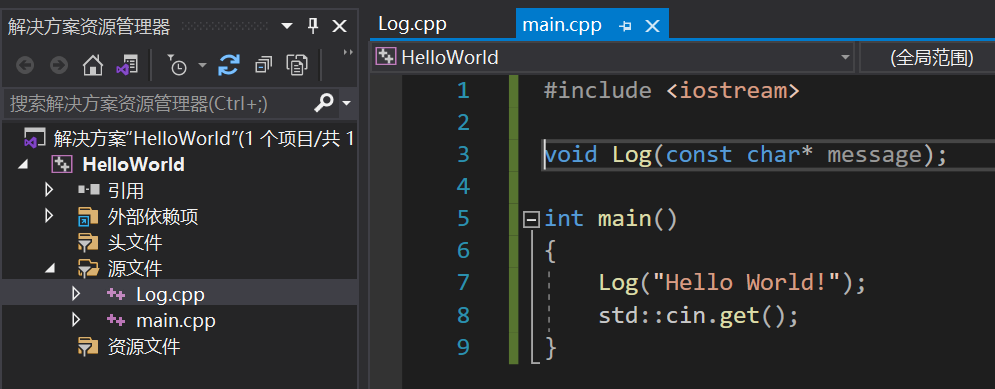 解决方案资源管理器
搜索解决方案资源管理器(Ctrl+;)
解决方案"HelloWorld"(1 个项目/共 1
HelloWorld
引用
外部依赖项
头文件
源文件
Log.cpp
main.cpp
资源文件
Log.cpp main.cpp
HelloWorld (全局范围)
1 #include <iostream>
2
3 void Log(const char* message);
4
5 int main()
6 {
7 Log("Hello World!");
8 std::cin.get();
9 }